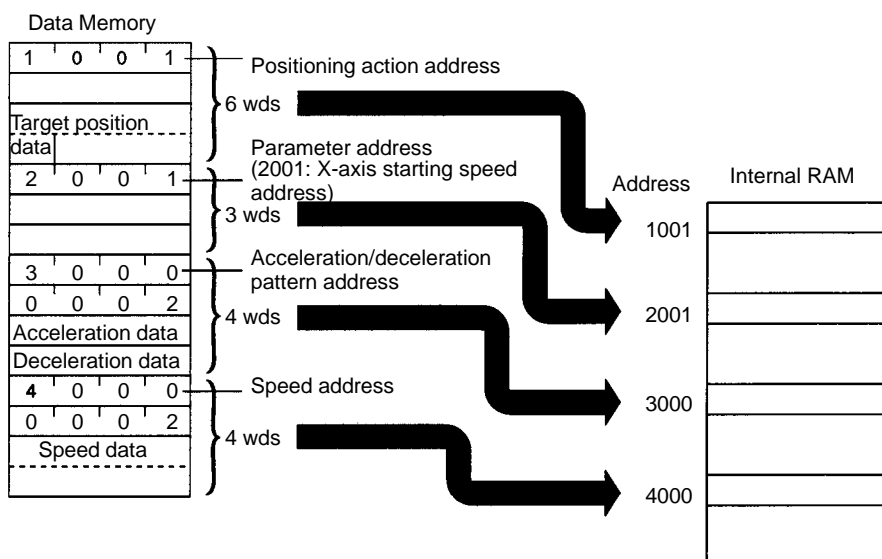 Data Memory
1 0 0 1
Positioning action address
6 wds
Target position
data
Parameter address
(2001: X-axis starting speed
address)
2 0 0 1
3 wds
Address
Internal RAM
1001
Acceleration/deceleration
pattern address
3 0 0 0
0 0 0 2
4 wds
2001
Acceleration data
Deceleration data
Speed address
4 0 0 0
3000
0 0 0 2
4 wds
Speed data
4000